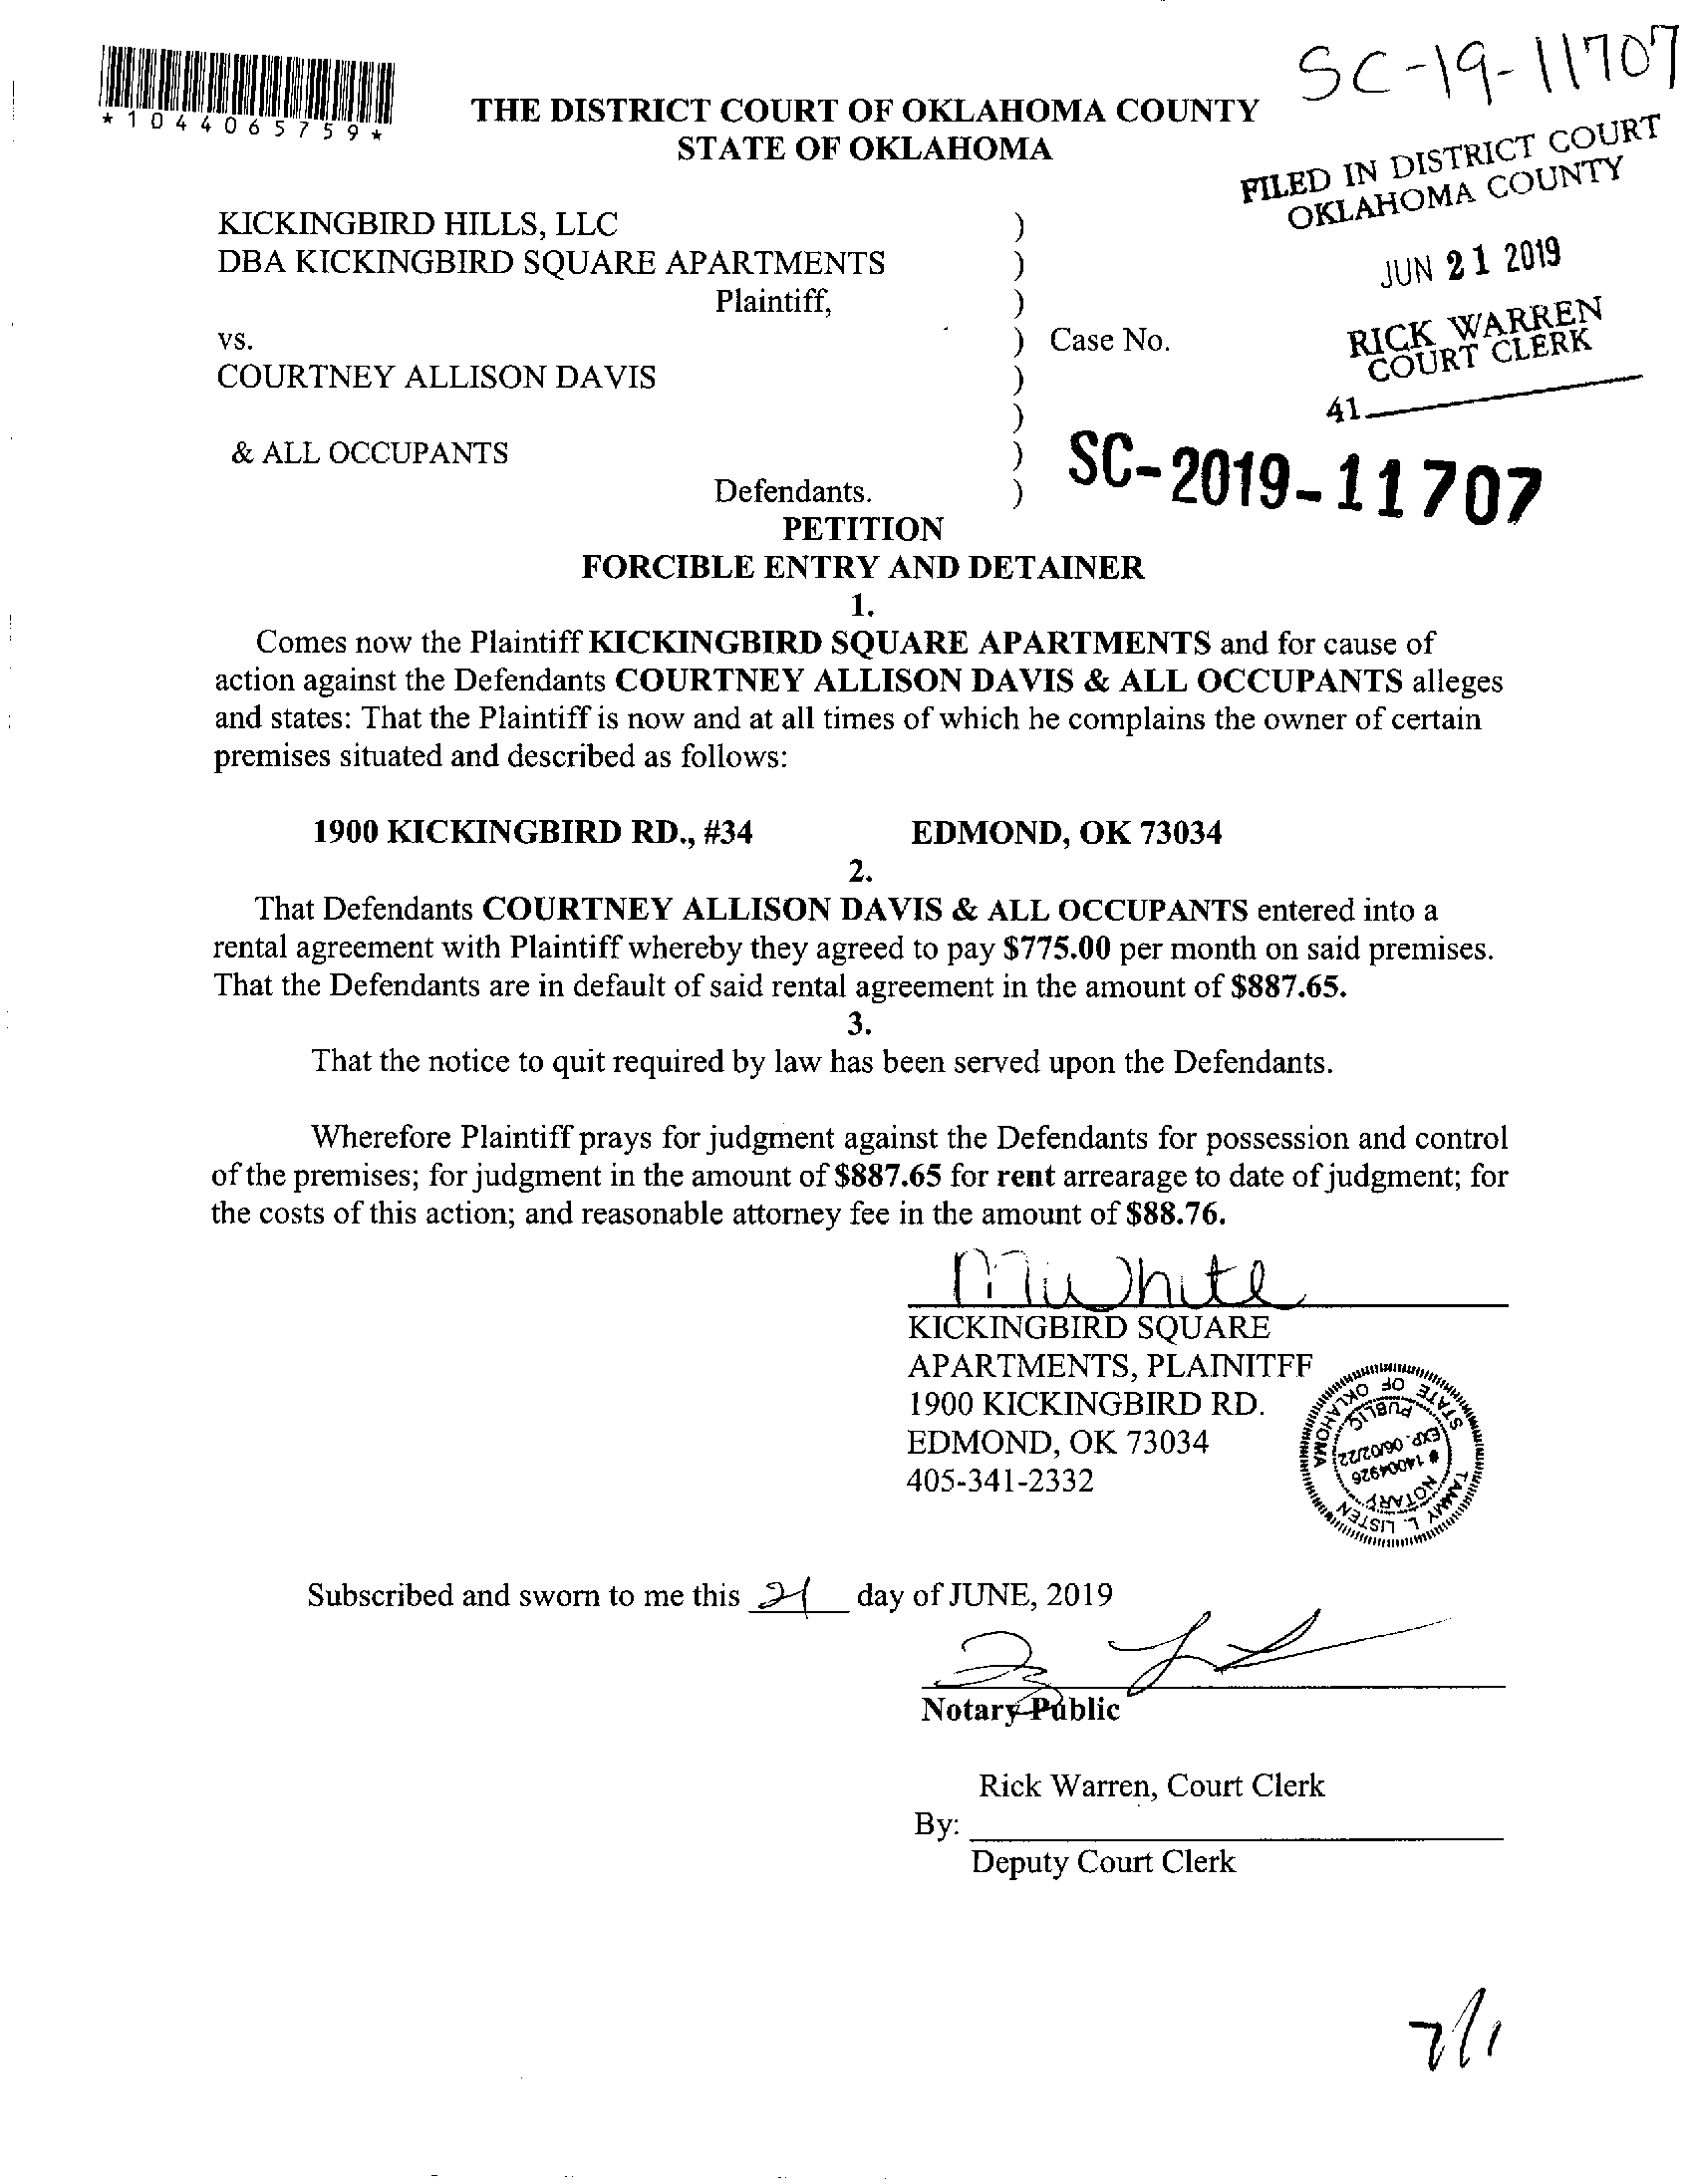 SC-19-11707
*1044065759*
THE DISTRICT COURT OF OKLAHOMA COUNTY
STATE OF OKLAHOMA
FILED IN DISTRICT COURT
OKLAHOMA COUNTY
JUN 21 2019
RICK WARREN
COURT CLERK
41
KICKINGBIRD HILLS, LLC )
DBA KICKINGBIRD SQUARE APARTMENTS )
Plaintiff, )
vs. ) Case No.
COURTNEY ALLISON DAVIS )
)
& ALL OCCUPANTS )
Defendants. )
SC-2019-11707
PETITION
FORCIBLE ENTRY AND DETAINER
1.
Comes now the Plaintiff KICKINGBIRD SQUARE APARTMENTS and for cause of
action against the Defendants COURTNEY ALLISON DAVIS & ALL OCCUPANTS alleges
and states: That the Plaintiff is now and at all times of which he complains the owner of certain
premises situated and described as follows:
1900 KICKINGBIRD RD., #34 EDMOND, OK 73034
2.
That Defendants COURTNEY ALLISON DAVIS & ALL OCCUPANTS entered into a
rental agreement with Plaintiff whereby they agreed to pay $775.00 per month on said premises.
That the Defendants are in default of said rental agreement in the amount of $887.65.
3.
That the notice to quit required by law has been served upon the Defendants.
Wherefore Plaintiff prays for judgment against the Defendants for possession and control
of the premises; for judgment in the amount of $887.65 for rent arrearage to date of judgment; for
the costs of this action; and reasonable attorney fee in the amount of $88.76.
White
KICKINGBIRD SQUARE
APARTMENTS, PLAINITFF
1900 KICKINGBIRD RD.
EDMOND, OK 73034
405-341-2332
TAMMY L. LISTEN
STATE OF OKLAHOMA
NOTARY
# 14004926
EXP. 06/02/22
PUBLIC
Subscribed and sworn to me this 21 day of JUNE, 2019
Notary Public
Rick Warren, Court Clerk
By:
Deputy Court Clerk
7/1